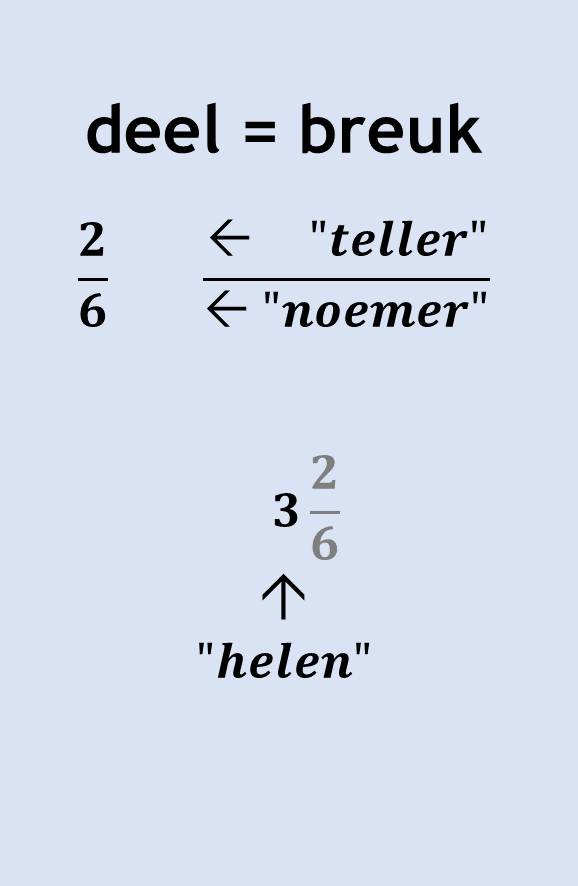 deel = breuk
2 ← "teller"
6 ← "noemer"
3 2/6
↑
"helen"